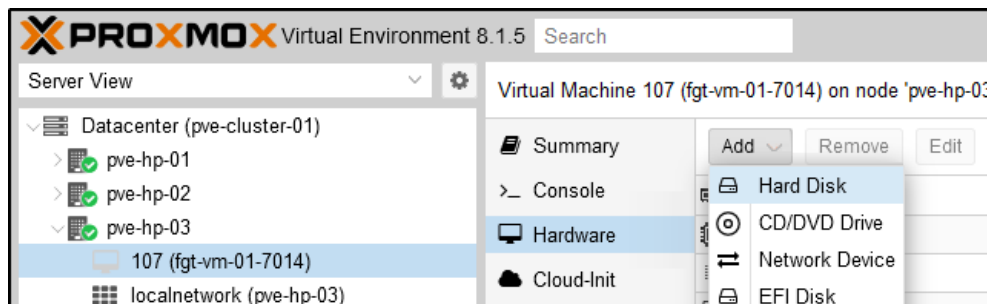 PROXMOX Virtual Environment 8.1.5 Search
Server View
Virtual Machine 107 (fgt-vm-01-7014) on node 'pve-hp-03
Datacenter (pve-cluster-01)
pve-hp-01
pve-hp-02
pve-hp-03
107 (fgt-vm-01-7014)
localnetwork (pve-hp-03)
Summary
Console
Hardware
Cloud-Init
Add Remove Edit
Hard Disk
CD/DVD Drive
Network Device
EFI Disk